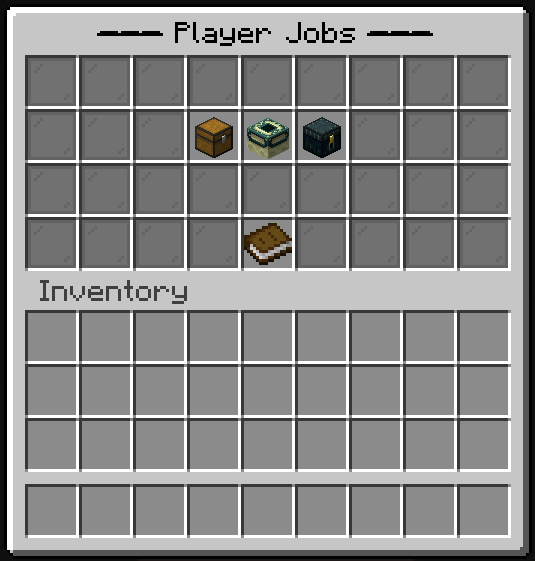 ——— Player Jobs ———
Inventory